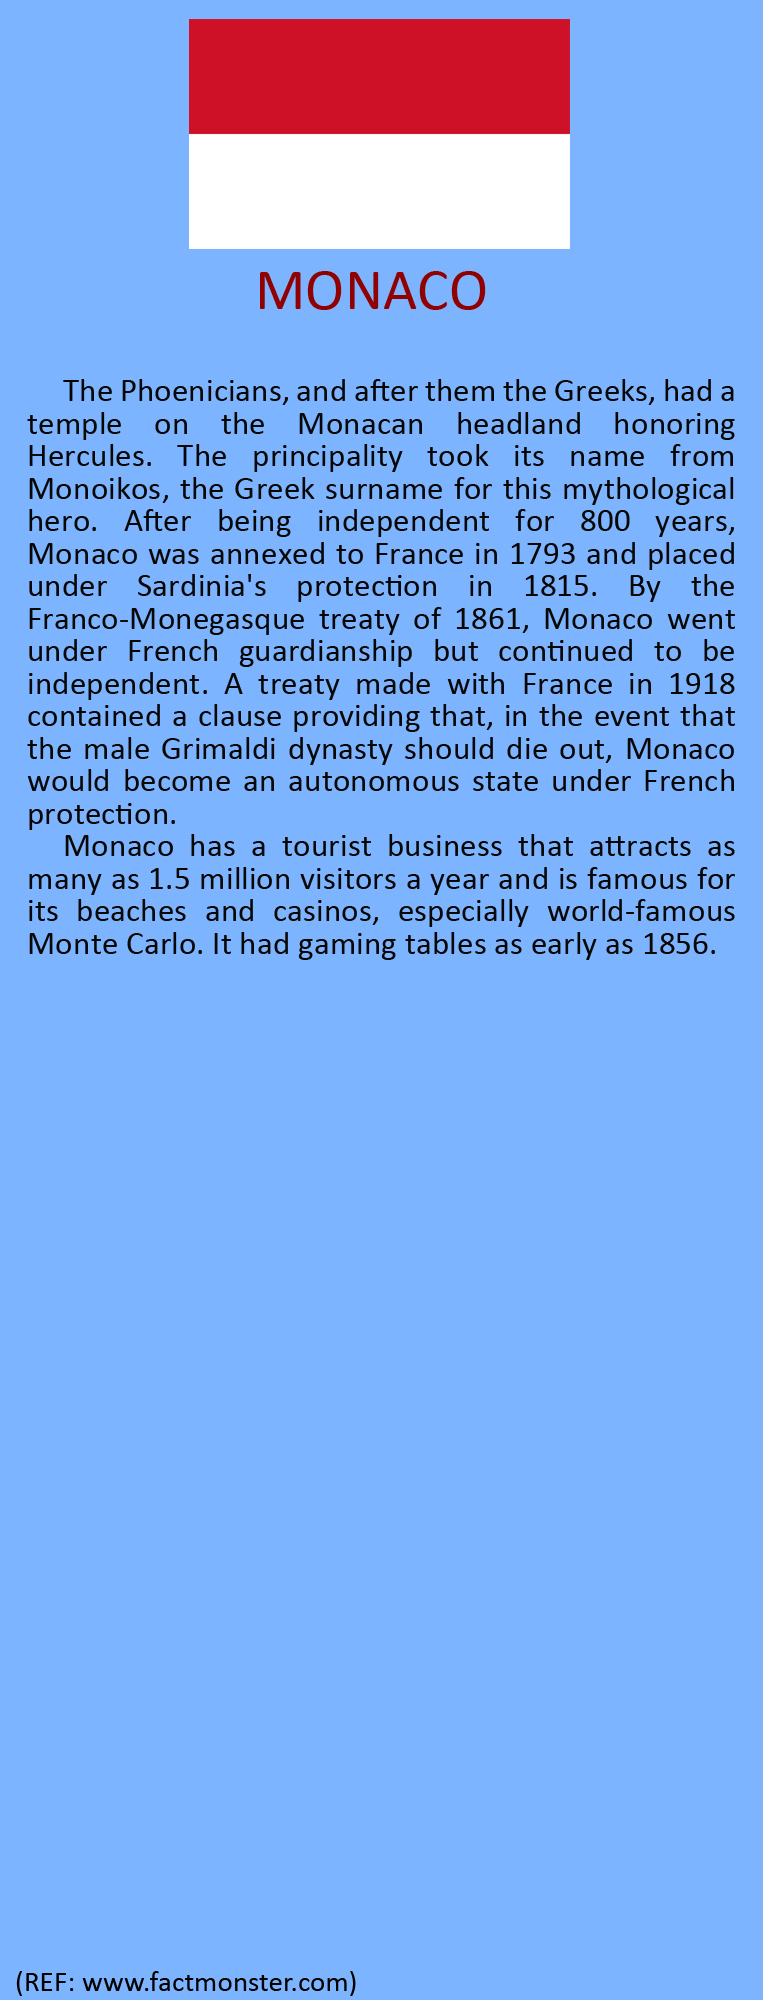 MONACO
The Phoenicians, and after them the Greeks, had a
temple on the Monacan headland honoring
Hercules. The principality took its name from
Monoikos, the Greek surname for this mythological
hero. After being independent for 800 years,
Monaco was annexed to France in 1793 and placed
under Sardinia's protection in 1815. By the
Franco-Monegasque treaty of 1861, Monaco went
under French guardianship but continued to be
independent. A treaty made with France in 1918
contained a clause providing that, in the event that
the male Grimaldi dynasty should die out, Monaco
would become an autonomous state under French
protection.
Monaco has a tourist business that attracts as
many as 1.5 million visitors a year and is famous for
its beaches and casinos, especially world-famous
Monte Carlo. It had gaming tables as early as 1856.
(REF: www.factmonster.com)